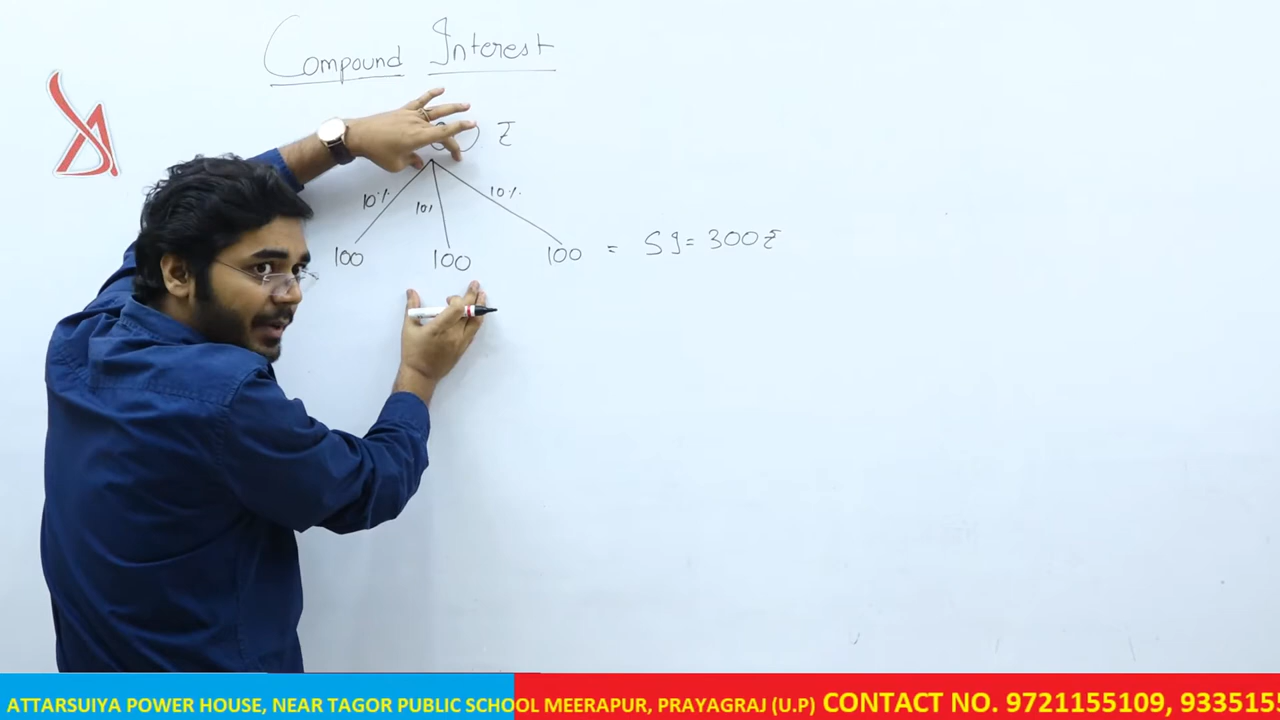 Compound Interest
₹
10% 10% 10%
100 100 100 = SI = 300₹
ATTARSUIYA POWER HOUSE, NEAR TAGOR PUBLIC SCHOOL MEERAPUR, PRAYAGRAJ (U.P) CONTACT NO. 9721155109,